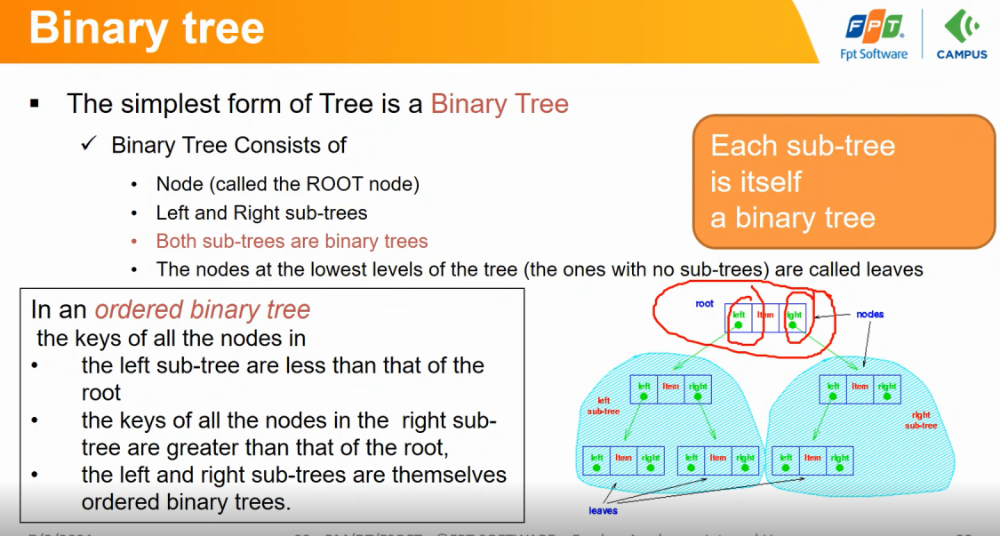 Binary tree
FPT.
Fpt Software
CAMPUS
▪ The simplest form of Tree is a Binary Tree
✓ Binary Tree Consists of
• Node (called the ROOT node)
• Left and Right sub-trees
• Both sub-trees are binary trees
• The nodes at the lowest levels of the tree (the ones with no sub-trees) are called leaves
Each sub-tree
is itself
a binary tree
In an ordered binary tree
the keys of all the nodes in
• the left sub-tree are less than that of the
root
• the keys of all the nodes in the right sub-
tree are greater than that of the root,
• the left and right sub-trees are themselves
ordered binary trees.
root
left Item right
nodes
left Item right
left Item right
left
sub-tree
right
sub-tree
left Item right
left Item right
left Item right
leaves